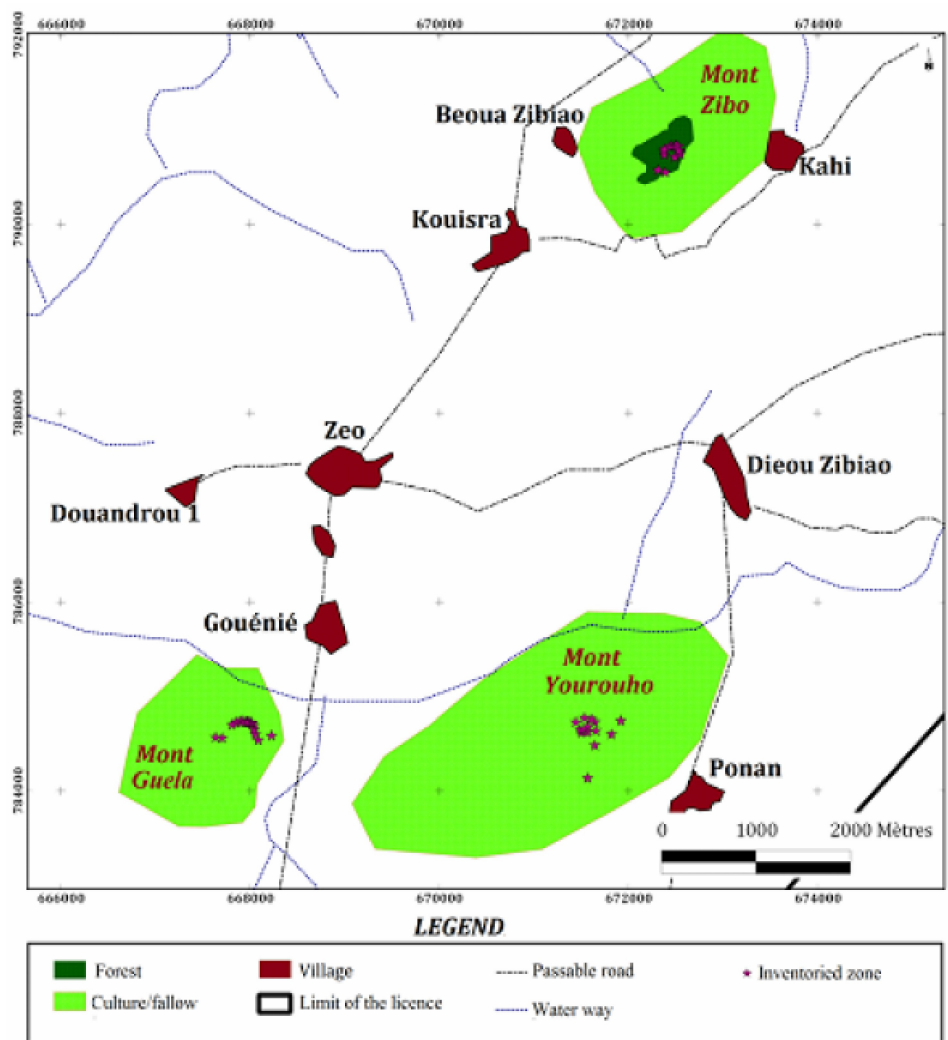 666000 668000 670000 672000 674000
792000
790000
788000
786000
784000
N
Mont
Zibo
Beoua Zibiao
Kahi
Kouisra
Zeo
Dieou Zibiao
Douandrou 1
Gouénié
Mont
Yourouho
Mont
Guela
Ponan
0 1000 2000 Mètres
666000 668000 670000 672000 674000
LEGEND
Forest Village Passable road Inventoried zone
Culture/fallow Limit of the licence Water way